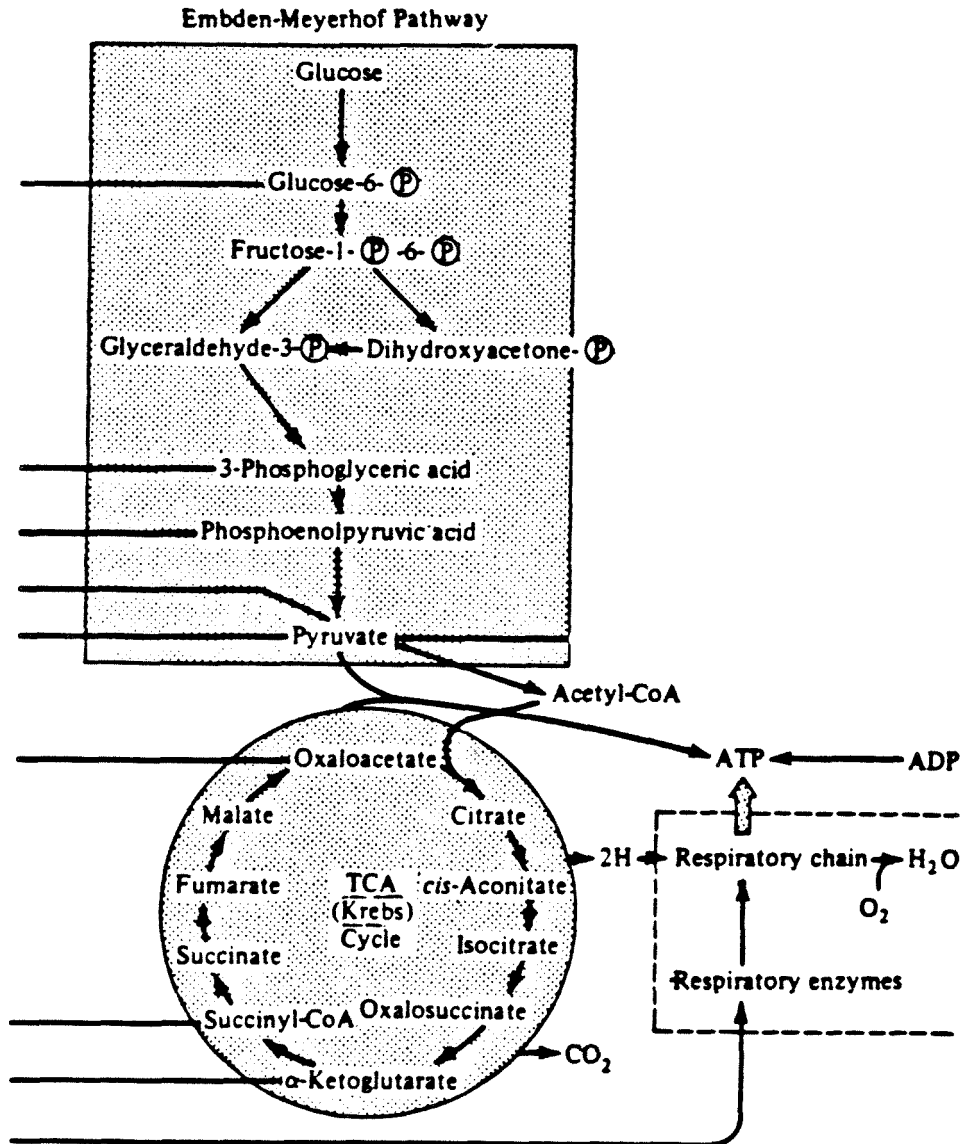 Embden-Meyerhof Pathway
Glucose
Glucose-6- P
Fructose-1- P -6- P
Glyceraldehyde-3- P
Dihydroxyacetone- P
3-Phosphoglyceric acid
Phosphoenolpyruvic acid
Pyruvate
Acetyl-CoA
Oxaloacetate
ATP
ADP
Malate
Citrate
2H
Respiratory chain
H2O
O2
Fumarate
TCA
(Krebs)
Cycle
cis-Aconitate
Succinate
Isocitrate
Respiratory enzymes
Succinyl-CoA
Oxalosuccinate
CO2
α-Ketoglutarate